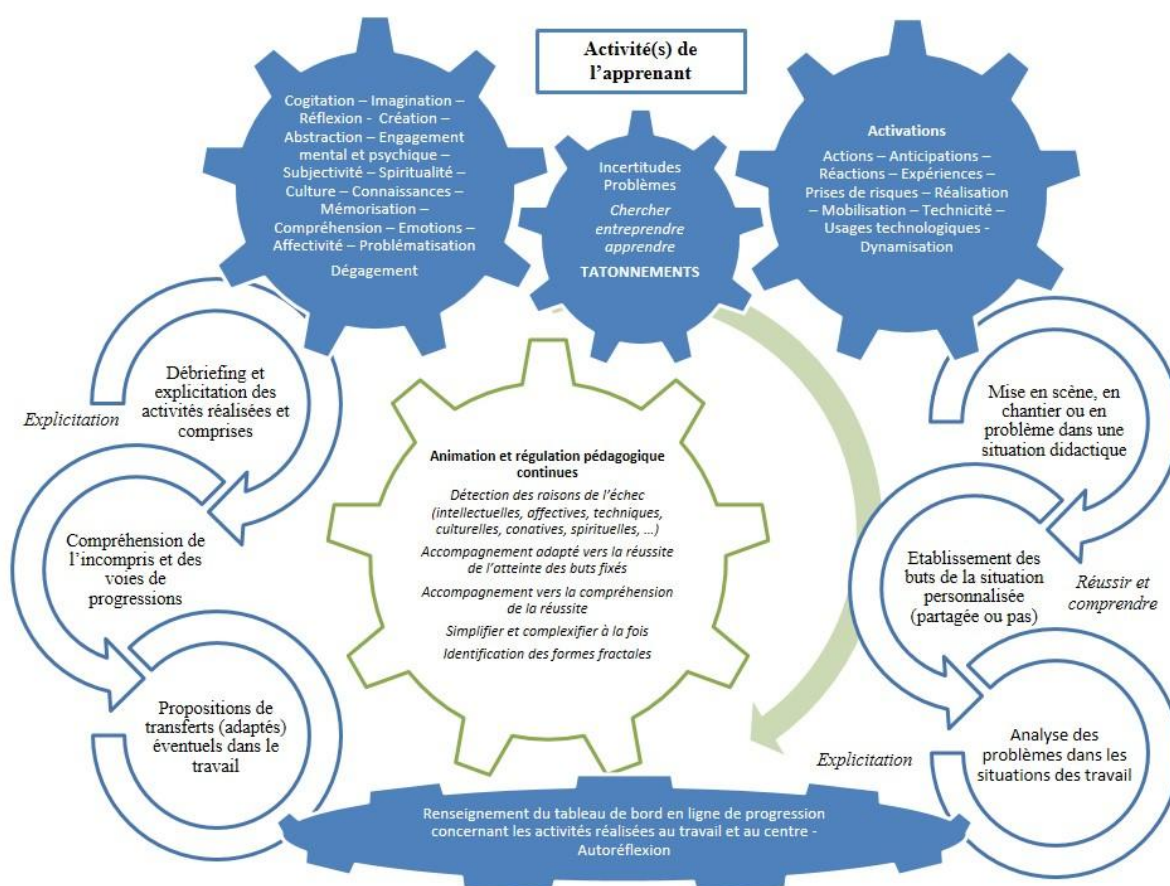 Activité(s) de
l'apprenant
Cogitation – Imagination –
Réflexion - Création –
Abstraction – Engagement
mental et psychique –
Subjectivité – Spiritualité –
Culture – Connaissances –
Mémorisation –
Compréhension – Emotions –
Affectivité – Problématisation
Dégagement
Incertitudes
Problèmes
Chercher
entreprendre
apprendre
TATONNEMENTS
Activations
Actions – Anticipations –
Réactions – Expériences –
Prises de risques – Réalisation
– Mobilisation – Technicité –
Usages technologiques -
Dynamisation
Explicitation
Débriefing et
explicitation des
activités réalisées et
comprises
Compréhension de
l'incompris et des
voies de
progressions
Propositions de
transferts (adaptés)
éventuels dans le
travail
Animation et régulation pédagogique
continues
Détection des raisons de l'échec
(intellectuelles, affectives, techniques,
culturelles, conatives, spirituelles, ...)
Accompagnement adapté vers la réussite
de l'atteinte des buts fixés
Accompagnement vers la compréhension
de la réussite
Simplifier et complexifier à la fois
Identification des formes fractales
Mise en scène, en
chantier ou en
problème dans une
situation didactique
Etablissement des
buts de la situation
personnalisée
(partagée ou pas)
Réussir et
comprendre
Explicitation
Analyse des
problèmes dans les
situations des travail
Renseignement du tableau de bord en ligne de progression
concernant les activités réalisées au travail et au centre -
Autoréflexion